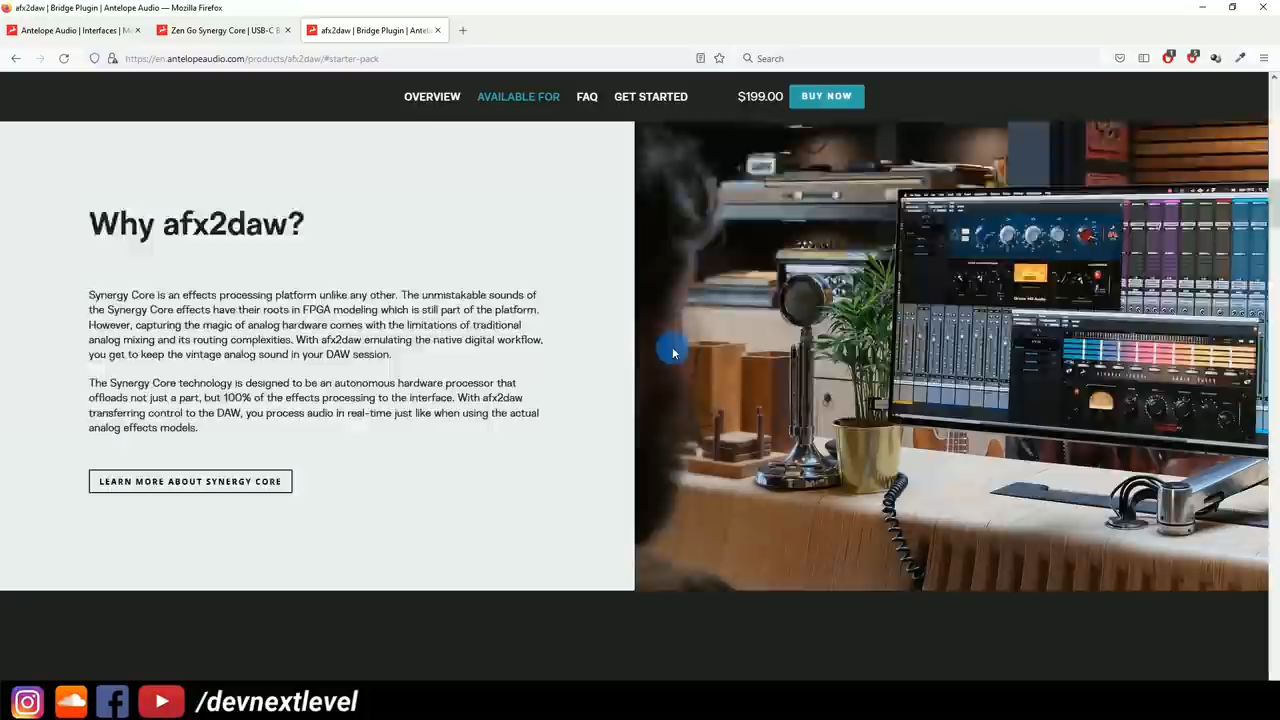 afx2daw | Bridge Plugin | Antelope Audio — Mozilla Firefox
Antelope Audio | Interfaces | M
Zen Go Synergy Core | USB-C B
afx2daw | Bridge Plugin | Antel
https://en.antelopeaudio.com/products/afx2daw/#starter-pack
Search
OVERVIEW AVAILABLE FOR FAQ GET STARTED $199.00 BUY NOW
Why afx2daw?
Synergy Core is an effects processing platform unlike any other. The unmistakable sounds of
the Synergy Core effects have their roots in FPGA modeling which is still part of the platform.
However, capturing the magic of analog hardware comes with the limitations of traditional
analog mixing and its routing complexities. With afx2daw emulating the native digital workflow,
you get to keep the vintage analog sound in your DAW session.
The Synergy Core technology is designed to be an autonomous hardware processor that
offloads not just a part, but 100% of the effects processing to the interface. With afx2daw
transferring control to the DAW, you process audio in real-time just like when using the actual
analog effects models.
LEARN MORE ABOUT SYNERGY CORE
/devnextlevel